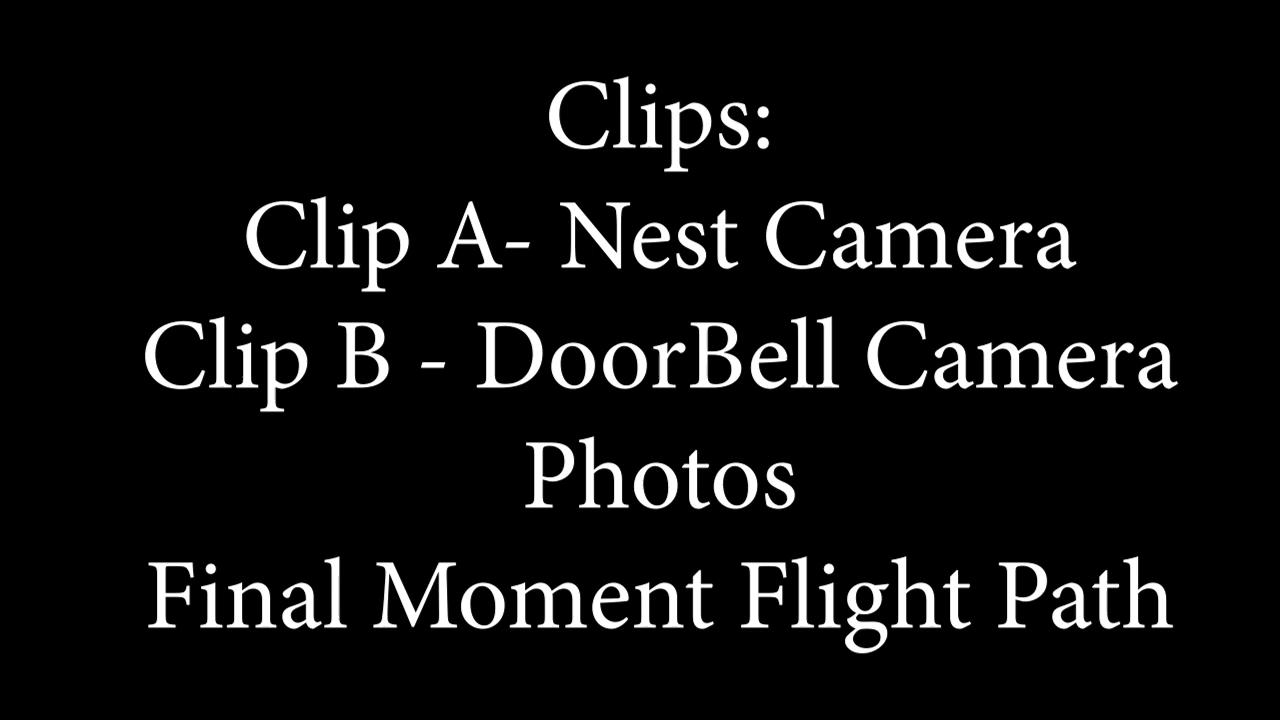 Clips:
Clip A- Nest Camera
Clip B - DoorBell Camera
Photos
Final Moment Flight Path